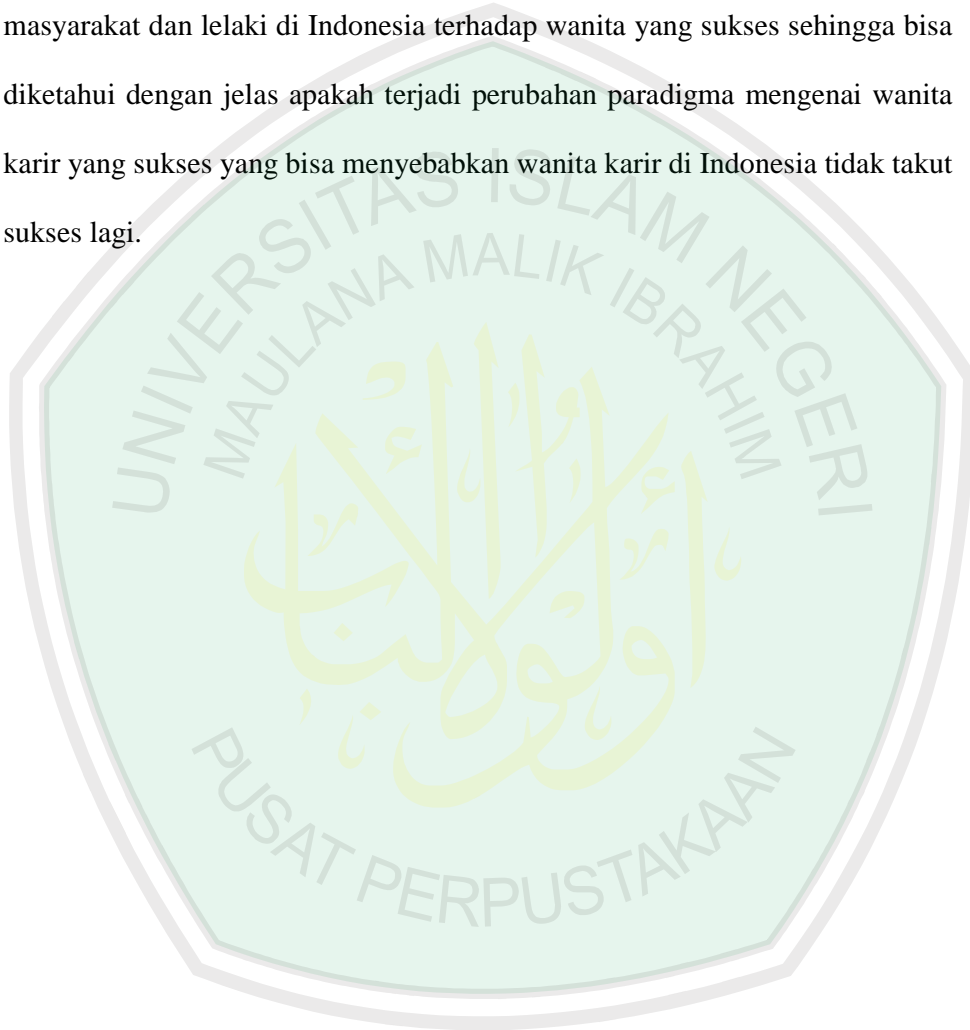 masyarakat dan lelaki di Indonesia terhadap wanita yang sukses sehingga bisa
diketahui dengan jelas apakah terjadi perubahan paradigma mengenai wanita
karir yang sukses yang bisa menyebabkan wanita karir di Indonesia tidak takut
sukses lagi.
UNIVERSITAS ISLAM NEGERI
MAULANA MALIK IBRAHIM
أولو الألباب
PUSAT PERPUSTAKAAN